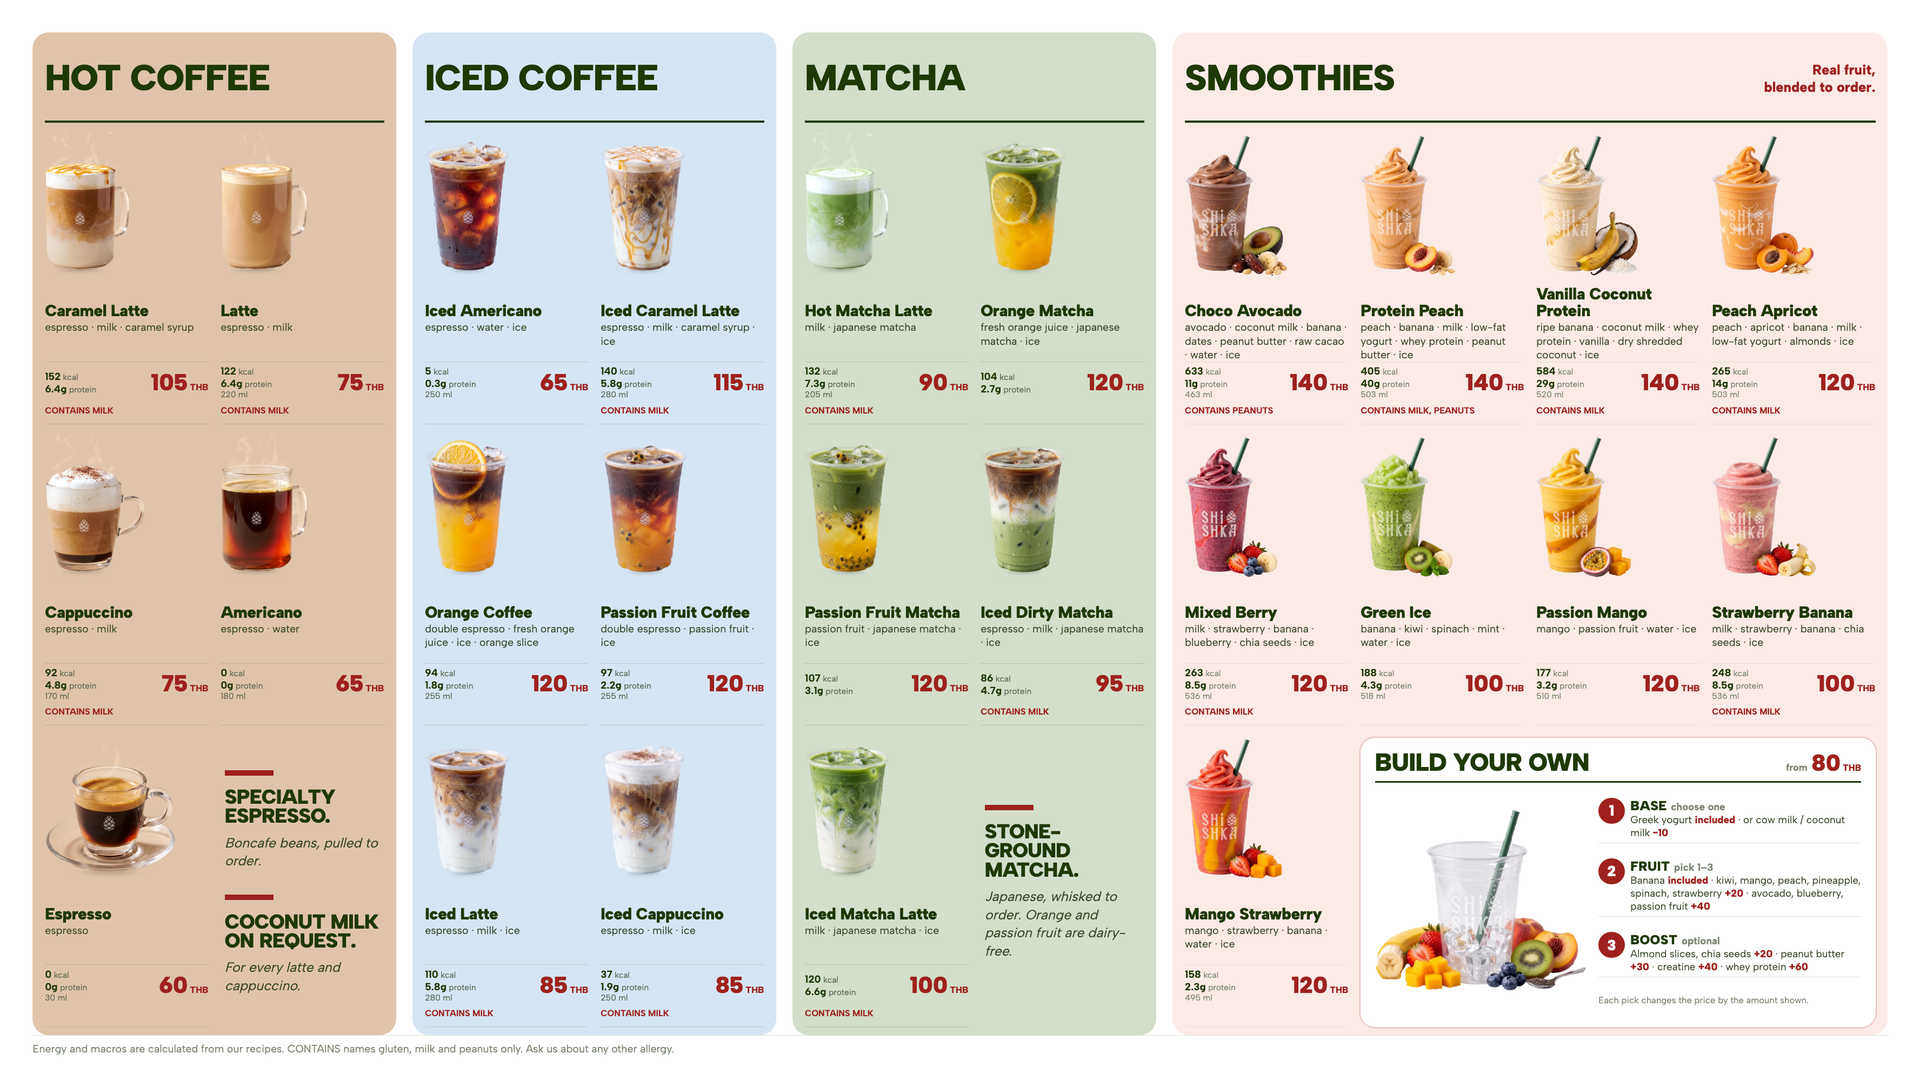 HOT COFFEE
Caramel Latte
espresso · milk · caramel syrup
152 kcal
6.4g protein
105 THB
CONTAINS MILK
Latte
espresso · milk
122 kcal
6.4g protein
220 ml
75 THB
CONTAINS MILK
Cappuccino
espresso · milk
92 kcal
4.8g protein
170 ml
75 THB
CONTAINS MILK
Americano
espresso · water
0 kcal
0g protein
180 ml
65 THB
Espresso
espresso
0 kcal
0g protein
30 ml
60 THB
SPECIALTY
ESPRESSO.
Boncafe beans, pulled to
order.
COCONUT MILK
ON REQUEST.
For every latte and
cappuccino.
ICED COFFEE
Iced Americano
espresso · water · ice
5 kcal
0.3g protein
250 ml
65 THB
Iced Caramel Latte
espresso · milk · caramel syrup ·
ice
140 kcal
5.8g protein
280 ml
115 THB
CONTAINS MILK
Orange Coffee
double espresso · fresh orange
juice · ice · orange slice
94 kcal
1.8g protein
255 ml
120 THB
Passion Fruit Coffee
double espresso · passion fruit ·
ice
97 kcal
2.2g protein
255 ml
120 THB
Iced Latte
espresso · milk · ice
110 kcal
5.8g protein
280 ml
85 THB
CONTAINS MILK
Iced Cappuccino
espresso · milk · ice
37 kcal
1.9g protein
250 ml
85 THB
CONTAINS MILK
MATCHA
Hot Matcha Latte
milk · japanese matcha
132 kcal
7.3g protein
205 ml
90 THB
CONTAINS MILK
Orange Matcha
fresh orange juice · japanese
matcha · ice
104 kcal
2.7g protein
120 THB
Passion Fruit Matcha
passion fruit · japanese matcha ·
ice
107 kcal
3.1g protein
120 THB
Iced Dirty Matcha
espresso · milk · japanese matcha
· ice
86 kcal
4.7g protein
95 THB
CONTAINS MILK
Iced Matcha Latte
milk · japanese matcha · ice
120 kcal
6.6g protein
100 THB
CONTAINS MILK
STONE-
GROUND
MATCHA.
Japanese, whisked to
order. Orange and
passion fruit are dairy-
free.
SMOOTHIES
Real fruit,
blended to order.
SHiSHKA
Choco Avocado
avocado · coconut milk · banana ·
dates · peanut butter · raw cacao
· water · ice
633 kcal
11g protein
463 ml
140 THB
CONTAINS PEANUTS
SHiSHKA
Protein Peach
peach · banana · milk · low-fat
yogurt · whey protein · peanut
butter · ice
405 kcal
40g protein
503 ml
140 THB
CONTAINS MILK, PEANUTS
SHiSHKA
Vanilla Coconut
Protein
ripe banana · coconut milk · whey
protein · vanilla · dry shredded
coconut · ice
584 kcal
29g protein
520 ml
140 THB
CONTAINS MILK
SHiSHKA
Peach Apricot
peach · apricot · banana · milk ·
low-fat yogurt · almonds · ice
265 kcal
14g protein
503 ml
120 THB
CONTAINS MILK
SHiSHKA
Mixed Berry
milk · strawberry · banana ·
blueberry · chia seeds · ice
263 kcal
8.5g protein
536 ml
120 THB
CONTAINS MILK
SHiSHKA
Green Ice
banana · kiwi · spinach · mint ·
water · ice
188 kcal
4.3g protein
518 ml
100 THB
SHiSHKA
Passion Mango
mango · passion fruit · water · ice
177 kcal
3.2g protein
510 ml
120 THB
SHiSHKA
Strawberry Banana
milk · strawberry · banana · chia
seeds · ice
248 kcal
8.5g protein
536 ml
100 THB
CONTAINS MILK
SHiSHKA
Mango Strawberry
mango · strawberry · banana ·
water · ice
158 kcal
2.3g protein
495 ml
120 THB
BUILD YOUR OWN
from 80 THB
1 BASE choose one
Greek yogurt included · or cow milk / coconut
milk −10
2 FRUIT pick 1–3
Banana included · kiwi, mango, peach, pineapple,
spinach, strawberry +20 · avocado, blueberry,
passion fruit +40
3 BOOST optional
Almond slices, chia seeds +20 · peanut butter
+30 · creatine +40 · whey protein +60
Each pick changes the price by the amount shown.
Energy and macros are calculated from our recipes. CONTAINS names gluten, milk and peanuts only. Ask us about any other allergy.